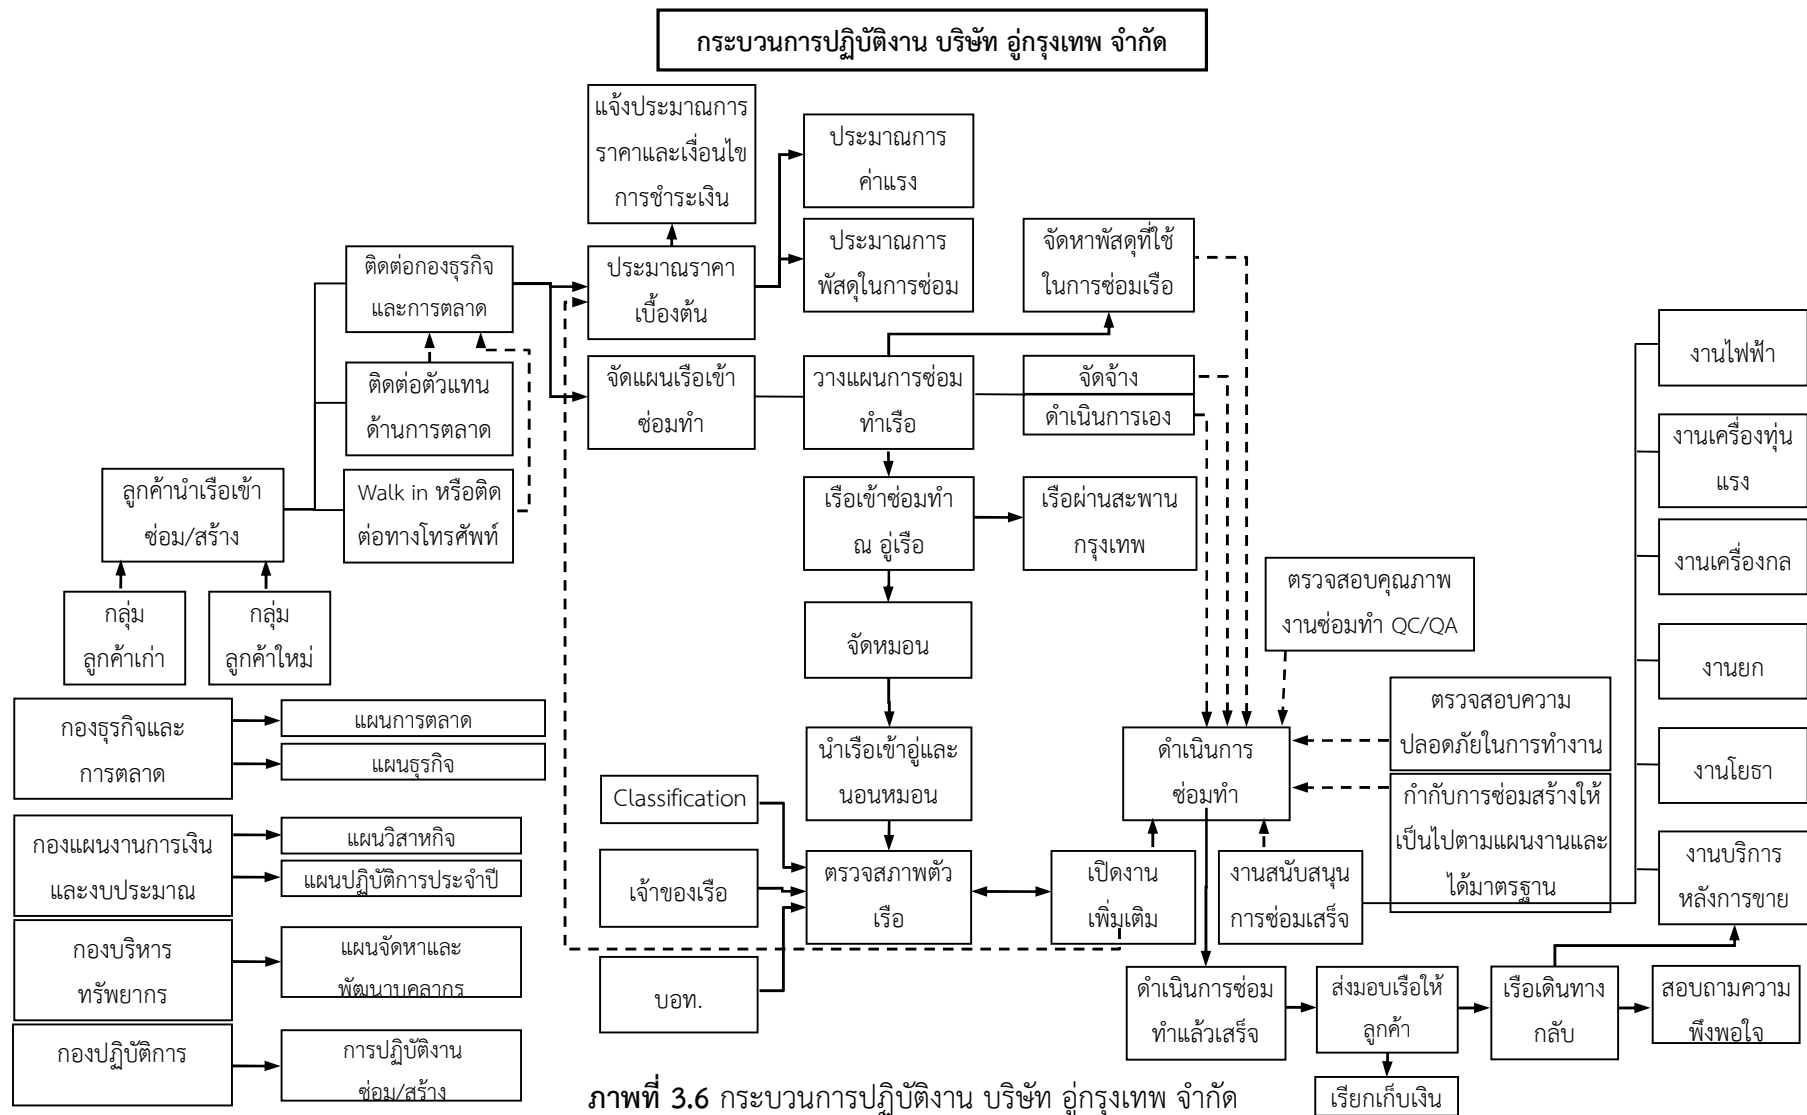 กระบวนการปฏิบัติงาน บริษัท อู่กรุงเทพ จำกัด
แจ้งประมาณการ
ราคาและเงื่อนไข
การชำระเงิน
ประมาณการ
ค่าแรง
ติดต่อกองธุรกิจ
และการตลาด
ประมาณราคา
เบื้องต้น
ประมาณการ
พัสดุในการซ่อม
จัดหาพัสดุที่ใช้
ในการซ่อมเรือ
ติดต่อตัวแทน
ด้านการตลาด
จัดแผนเรือเข้า
ซ่อมทำ
วางแผนการซ่อม
ทำเรือ
จัดจ้าง
ดำเนินการเอง
ลูกค้านำเรือเข้า
ซ่อม/สร้าง
Walk in หรือติด
ต่อทางโทรศัพท์
เรือเข้าซ่อมทำ
ณ อู่เรือ
เรือผ่านสะพาน
กรุงเทพ
กลุ่ม
ลูกค้าเก่า
กลุ่ม
ลูกค้าใหม่
จัดหมอน
ตรวจสอบคุณภาพ
งานซ่อมทำ QC/QA
งานไฟฟ้า
งานเครื่องทุ่น
แรง
งานเครื่องกล
งานยก
งานโยธา
งานบริการ
หลังการขาย
กองธุรกิจและ
การตลาด
แผนการตลาด
แผนธุรกิจ
นำเรือเข้าอู่และ
นอนหมอน
ดำเนินการ
ซ่อมทำ
ตรวจสอบความ
ปลอดภัยในการทำงาน
กำกับการซ่อมสร้างให้
เป็นไปตามแผนงานและ
ได้มาตรฐาน
กองแผนงานการเงิน
และงบประมาณ
แผนวิสาหกิจ
แผนปฏิบัติการประจำปี
Classification
เจ้าของเรือ
บอท.
ตรวจสภาพตัว
เรือ
เปิดงาน
เพิ่มเติม
งานสนับสนุน
การซ่อมเสร็จ
กองบริหาร
ทรัพยากร
แผนจัดหาและ
พัฒนาบุคลากร
กองปฏิบัติการ
การปฏิบัติงาน
ซ่อม/สร้าง
ดำเนินการซ่อม
ทำแล้วเสร็จ
ส่งมอบเรือให้
ลูกค้า
เรือเดินทาง
กลับ
สอบถามความ
พึงพอใจ
เรียกเก็บเงิน
ภาพที่ 3.6 กระบวนการปฏิบัติงาน บริษัท อู่กรุงเทพ จำกัด